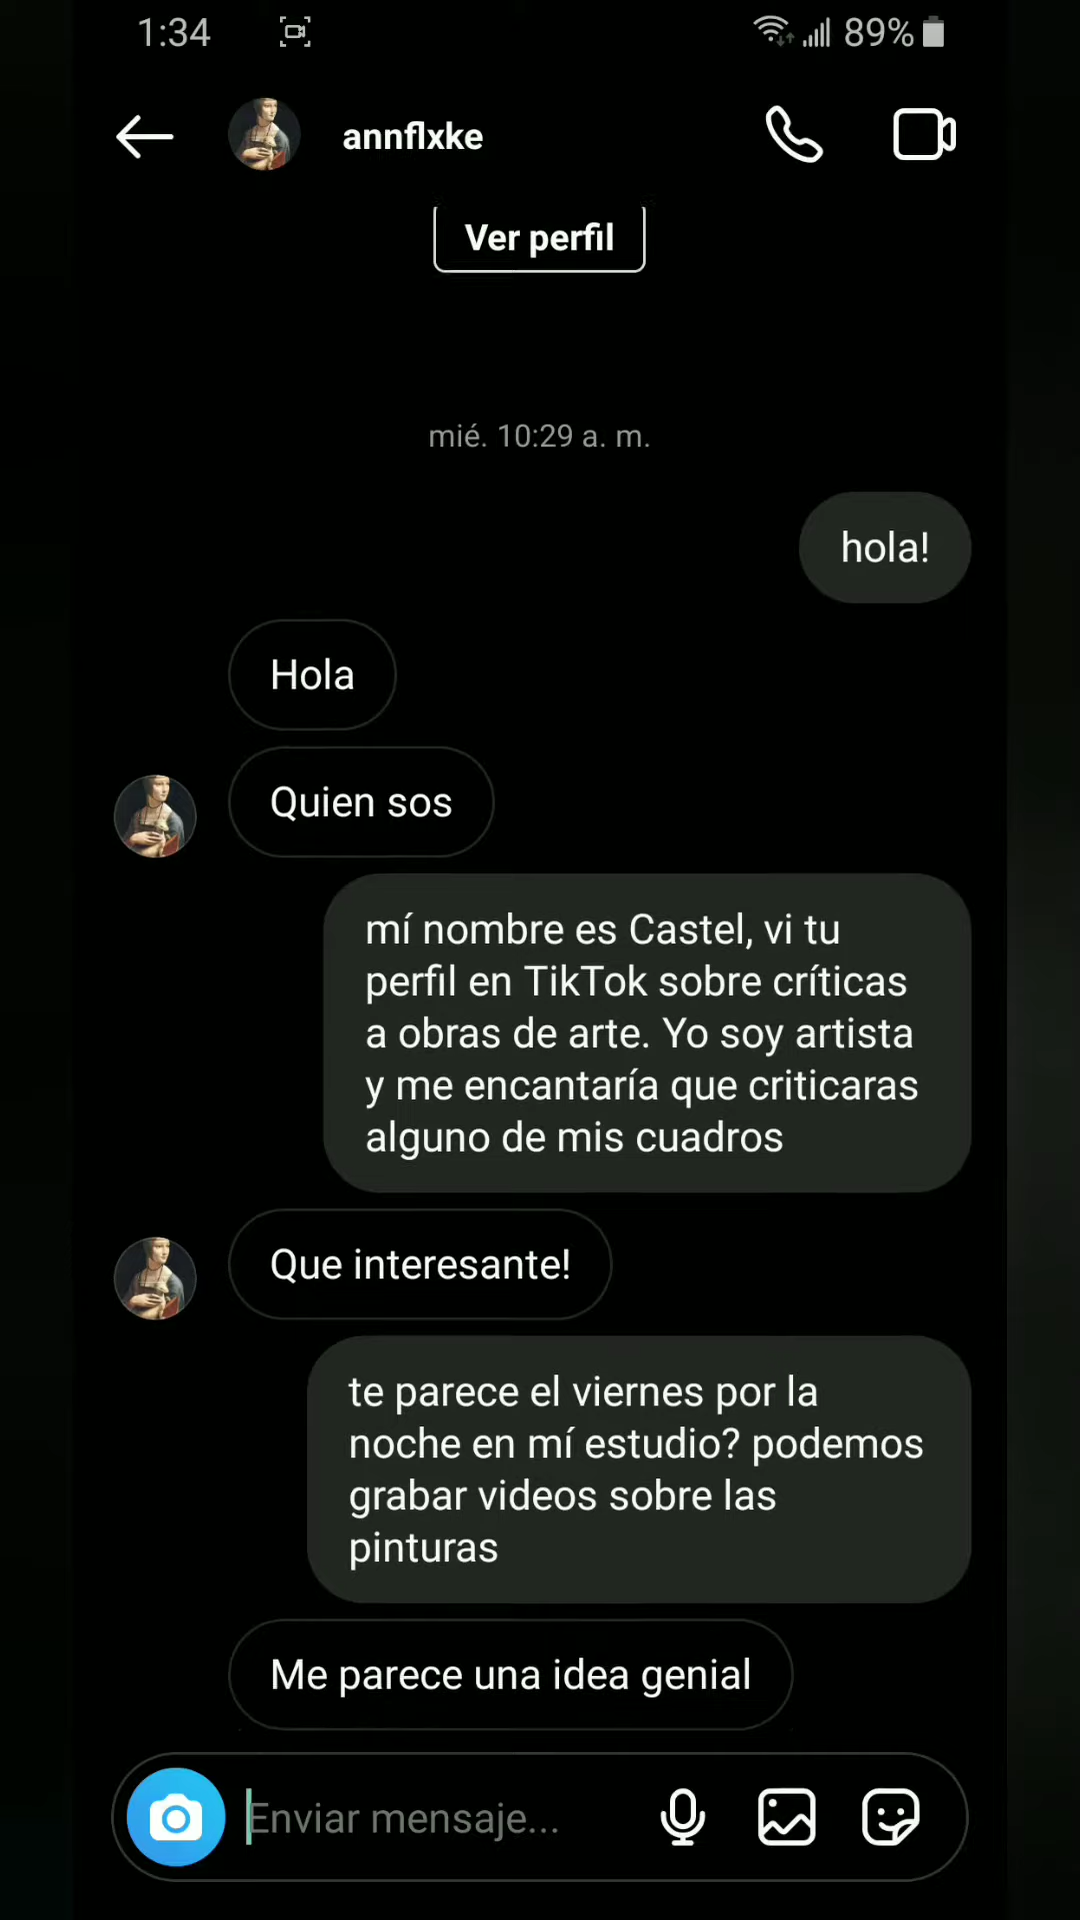 1:34
89%
annflxke
Ver perfil
mié. 10:29 a. m.
hola!
Hola
Quien sos
mí nombre es Castel, vi tu
perfil en TikTok sobre críticas
a obras de arte. Yo soy artista
y me encantaría que criticaras
alguno de mis cuadros
Que interesante!
te parece el viernes por la
noche en mí estudio? podemos
grabar videos sobre las
pinturas
Me parece una idea genial
Enviar mensaje...